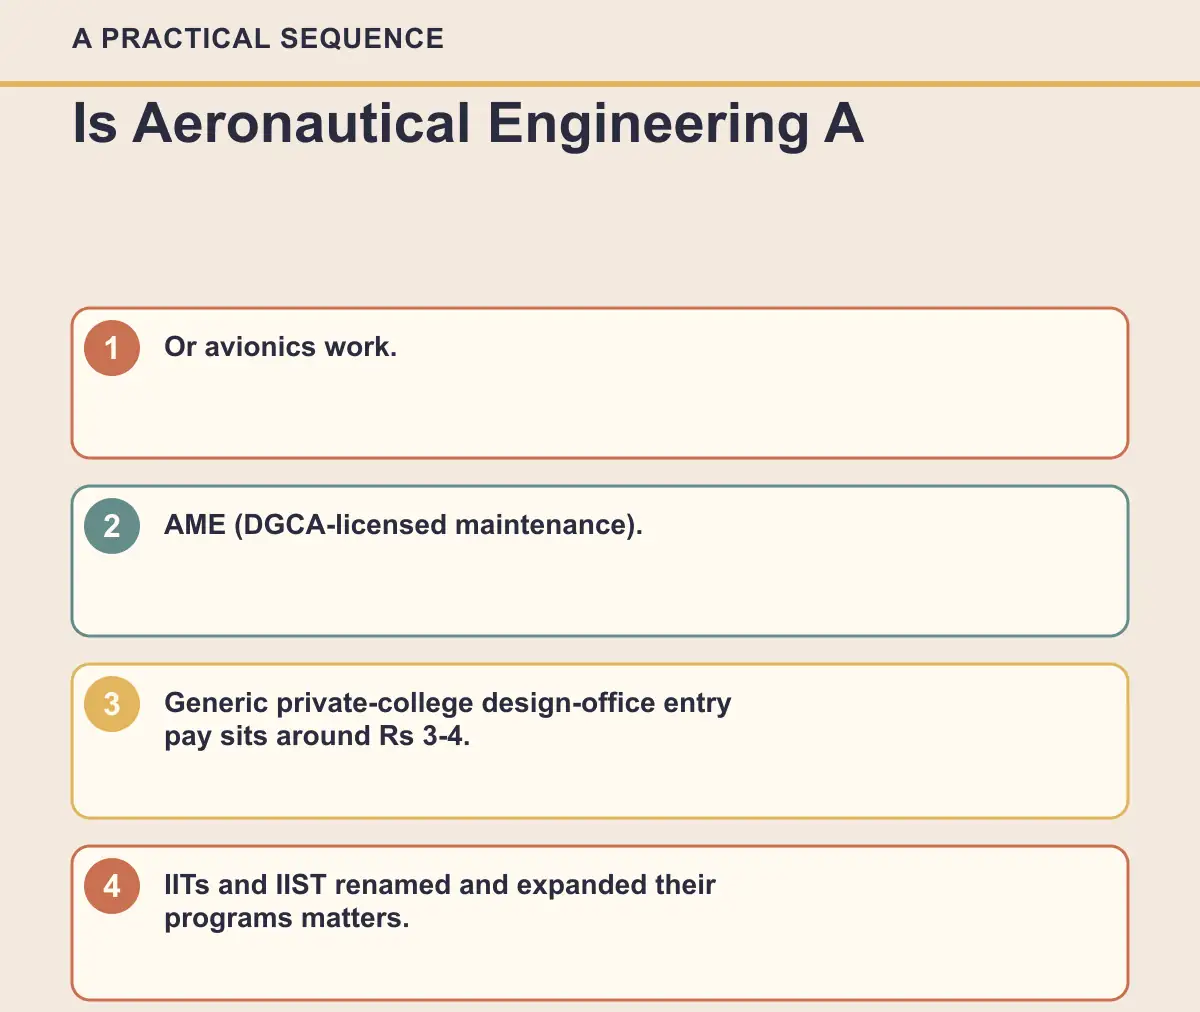 A PRACTICAL SEQUENCE
Is Aeronautical Engineering A
1
Or avionics work.
2
AME (DGCA-licensed maintenance).
3
Generic private-college design-office entry
pay sits around Rs 3-4.
4
IITs and IIST renamed and expanded their
programs matters.